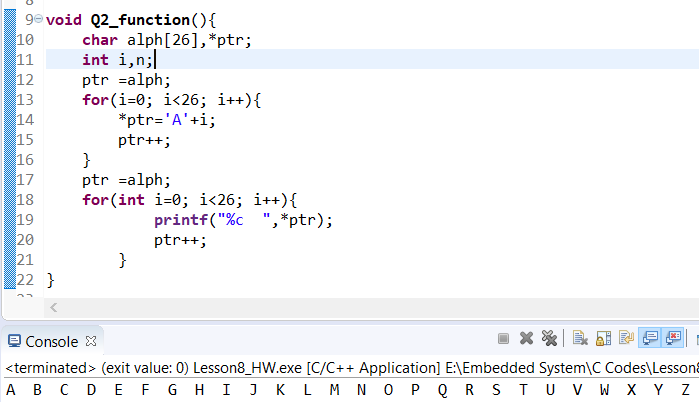 9 void Q2_function(){
10 char alph[26],*ptr;
11 int i,n;
12 ptr =alph;
13 for(i=0; i<26; i++){
14 *ptr='A'+i;
15 ptr++;
16 }
17 ptr =alph;
18 for(int i=0; i<26; i++){
19 printf("%c  ",*ptr);
20 ptr++;
21 }
22 }
Console
<terminated> (exit value: 0) Lesson8_HW.exe [C/C++ Application] E:\Embedded System\C Codes\Lesson8
A B C D E F G H I J K L M N O P Q R S T U V W X Y Z